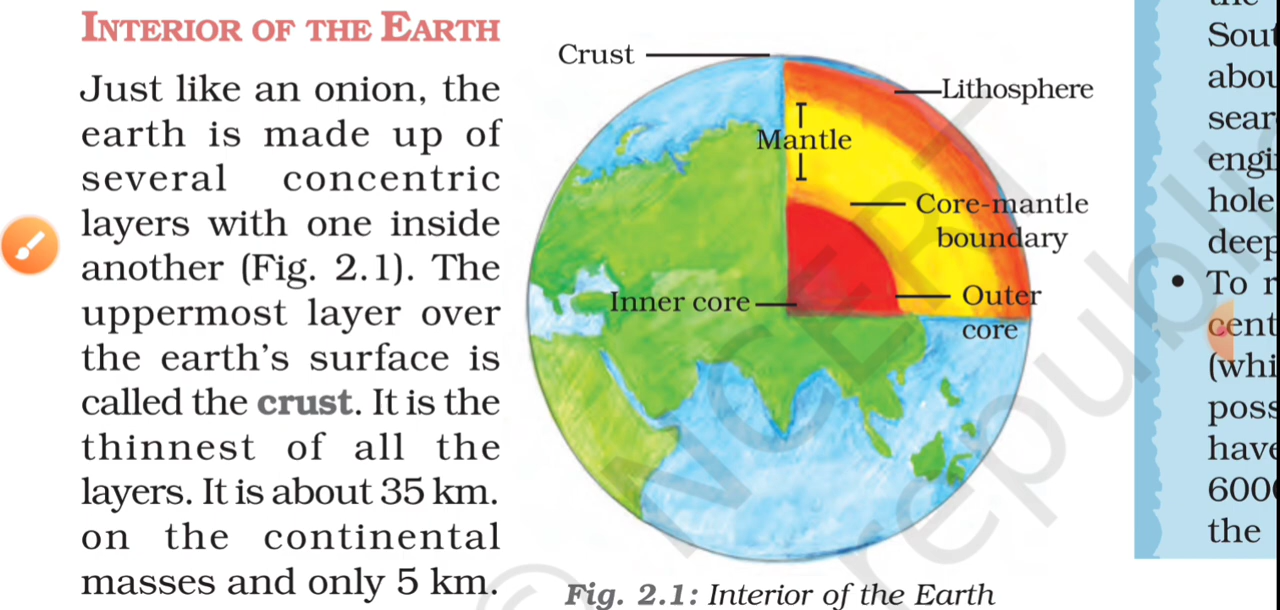 INTERIOR OF THE EARTH
Just like an onion, the
earth is made up of
several concentric
layers with one inside
another (Fig. 2.1). The
uppermost layer over
the earth's surface is
called the crust. It is the
thinnest of all the
layers. It is about 35 km.
on the continental
masses and only 5 km.
Crust
Lithosphere
Mantle
Core-mantle
boundary
Inner core
Outer
core
Fig. 2.1: Interior of the Earth
© NCERT
republi
Sout
abou
sear
engi
hole
deep
• To r
cent
(whi
poss
have
600
the